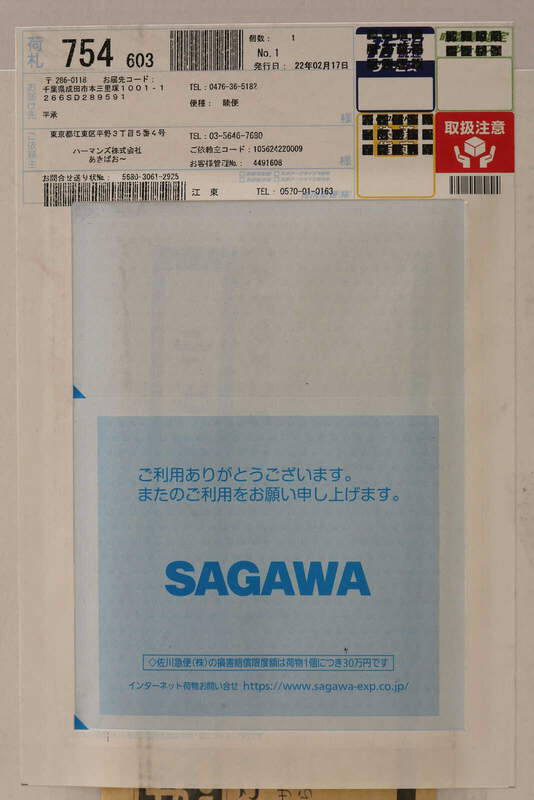 荷札
754 603
個数: 1
No.1
発行日: 22年02月17日
〒286-0118 お届先コード:
千葉県成田市本三里塚1001-1
266SD289591
TEL:0476-36-5182
便種: 陸便
お届け先
平承
様
東京都江東区平野3丁目5番4号
TEL:03-5646-7680
ハーマンズ株式会社
あきばお~
ご依頼主
ご依頼主コード:105624220009
お客様管理No.: 4491608
様
取扱注意
お問合せ送り状No.: 5680-3061-2925
江東
TEL: 0570-01-0163
ご利用ありがとうございます。
またのご利用をお願い申し上げます。
SAGAWA
◇佐川急便(株)の損害賠償限度額は荷物1個につき30万円です
インターネット荷物お問い合せ https://www.sagawa-exp.co.jp/